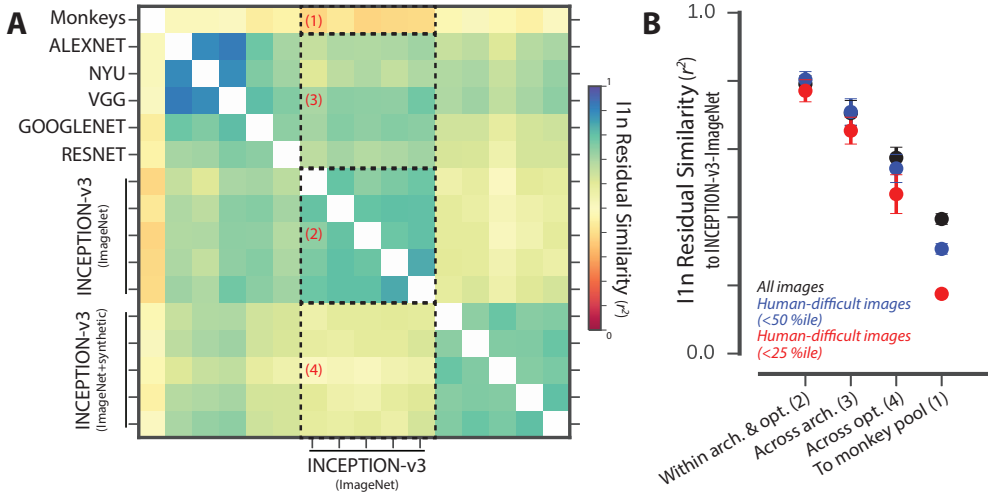 A
Monkeys
ALEXNET
NYU
VGG
GOOGLENET
RESNET
INCEPTION-v3
(ImageNet)
INCEPTION-v3
(ImageNet+synthetic)
(1)
(3)
(2)
(4)
INCEPTION-v3
(ImageNet)
1
0
I1n Residual Similarity (r²)
B
I1n Residual Similarity (r²)
to INCEPTION-v3-ImageNet
1.0
0.0
All images
Human-difficult images
(<50 %ile)
Human-difficult images
(<25 %ile)
Within arch. & opt. (2)
Across arch. (3)
Across opt. (4)
To monkey pool (1)